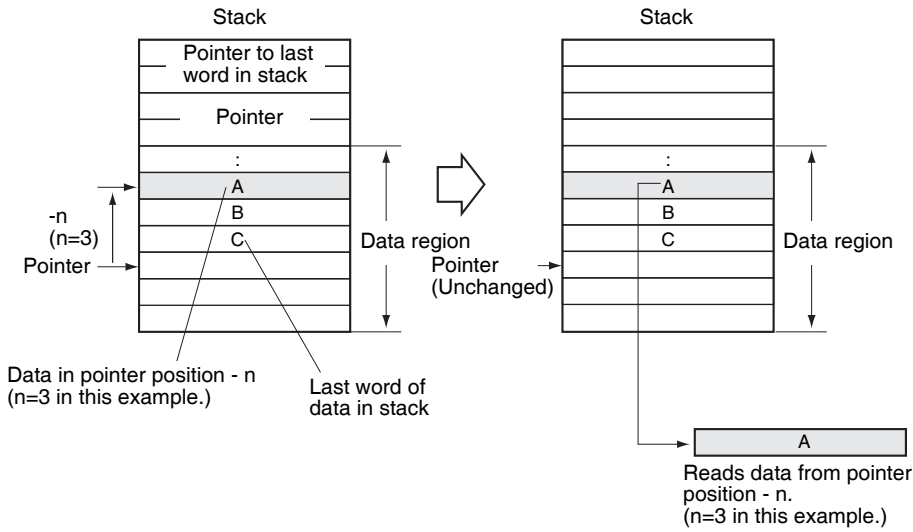 Stack
Pointer to last
word in stack
Pointer
:
A
B
C
-n
(n=3)
Pointer
Data region
Data in pointer position - n
(n=3 in this example.)
Last word of
data in stack
Stack
:
A
B
C
Pointer
(Unchanged)
Data region
A
Reads data from pointer
position - n.
(n=3 in this example.)